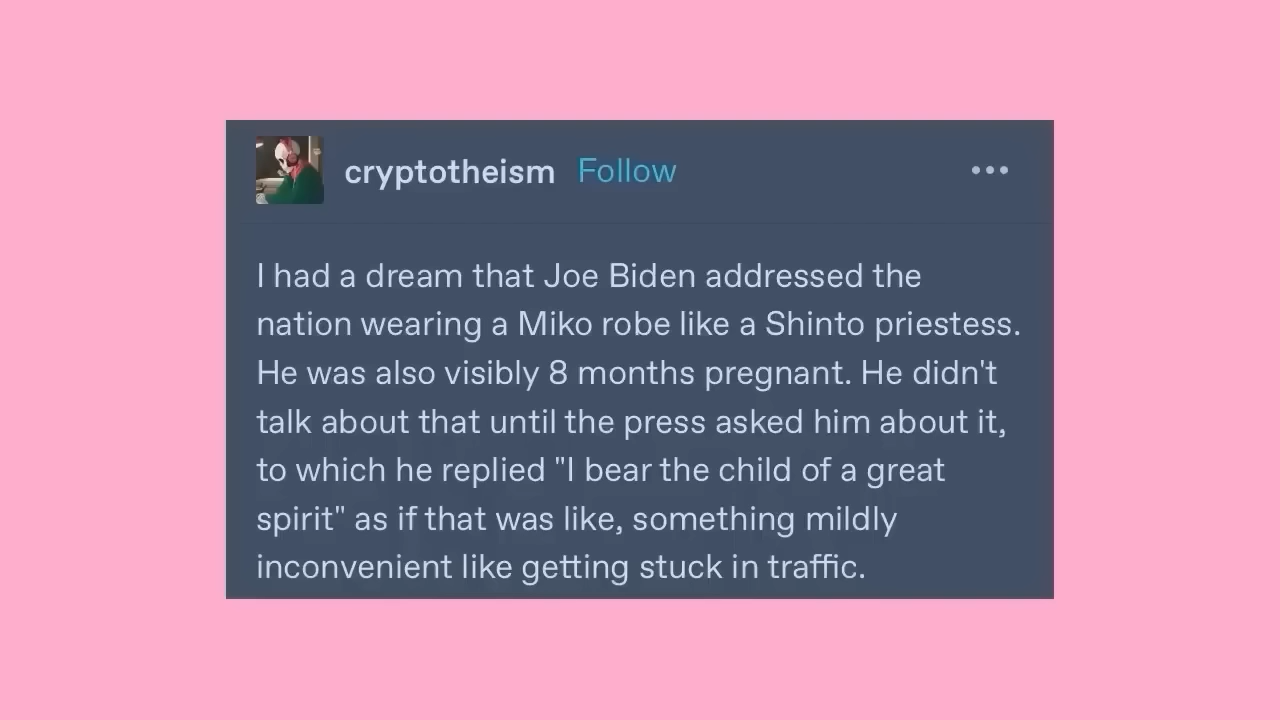 cryptotheism Follow
I had a dream that Joe Biden addressed the
nation wearing a Miko robe like a Shinto priestess.
He was also visibly 8 months pregnant. He didn't
talk about that until the press asked him about it,
to which he replied "I bear the child of a great
spirit" as if that was like, something mildly
inconvenient like getting stuck in traffic.